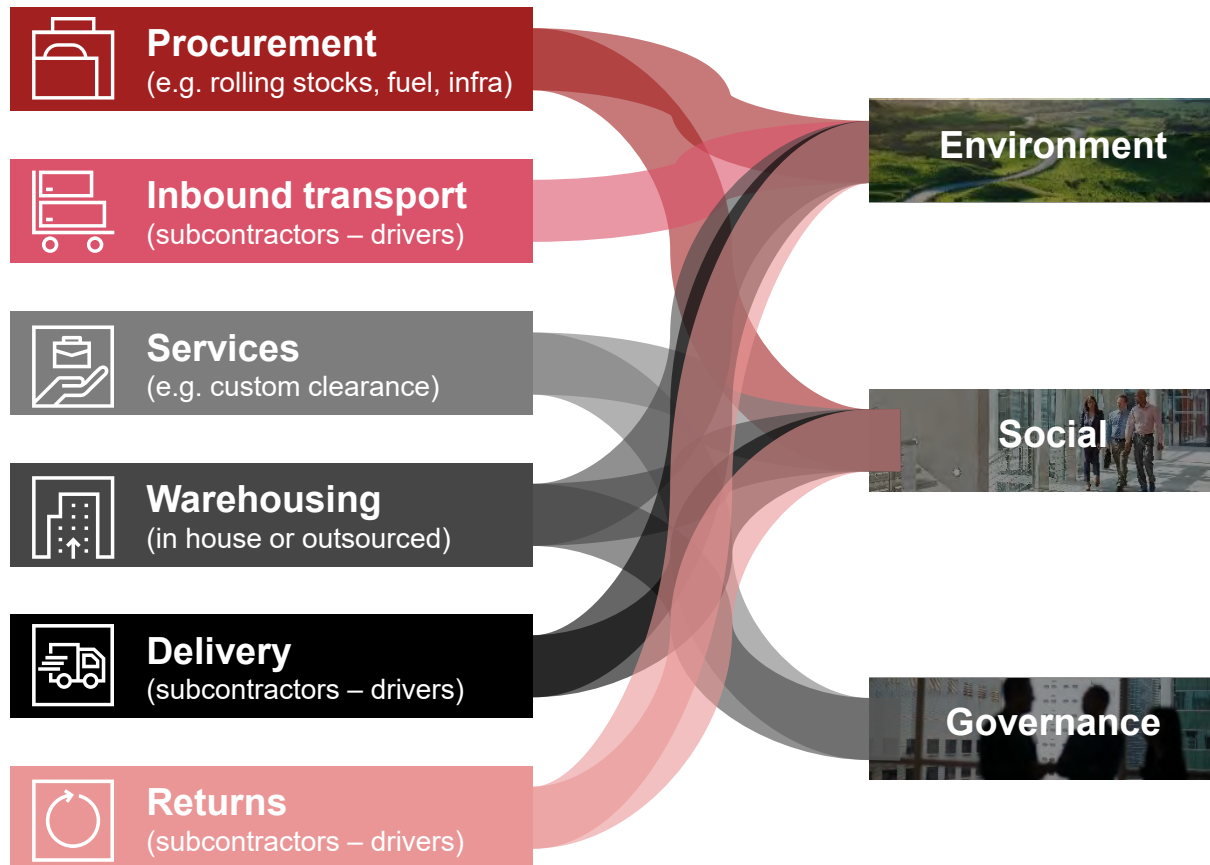 Procurement
(e.g. rolling stocks, fuel, infra)
Inbound transport
(subcontractors – drivers)
Services
(e.g. custom clearance)
Warehousing
(in house or outsourced)
Delivery
(subcontractors – drivers)
Returns
(subcontractors – drivers)
Environment
Social
Governance